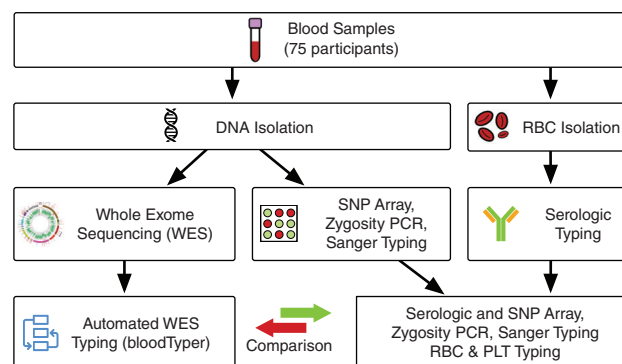 Blood Samples
(75 participants)
DNA Isolation
RBC Isolation
Whole Exome
Sequencing (WES)
SNP Array,
Zygosity PCR,
Sanger Typing
Serologic
Typing
Automated WES
Typing (bloodTyper)
Comparison
Serologic and SNP Array,
Zygosity PCR, Sanger Typing
RBC & PLT Typing